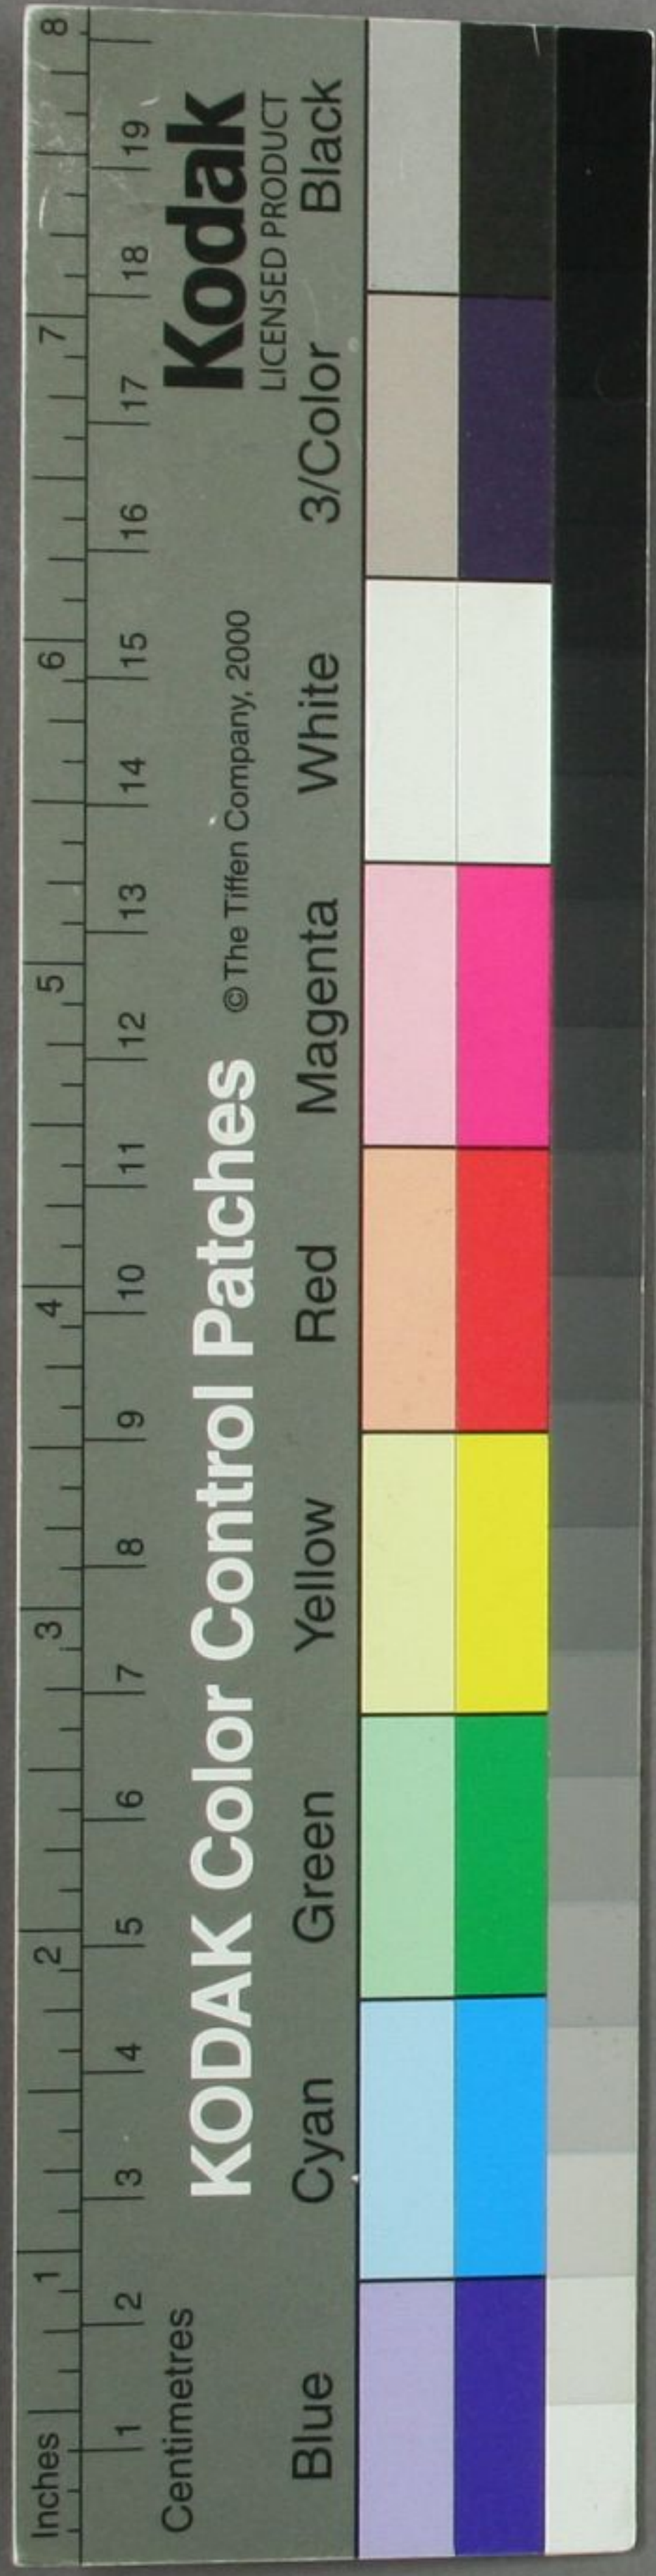 Inches 1 2 3 4 5 6 7 8
1 2 3 4 5 6 7 8 9 10 11 12 13 14 15 16 17 18 19
Centimetres
KODAK Color Control Patches © The Tiffen Company, 2000 Kodak
LICENSED PRODUCT
Blue Cyan Green Yellow Red Magenta White 3/Color Black